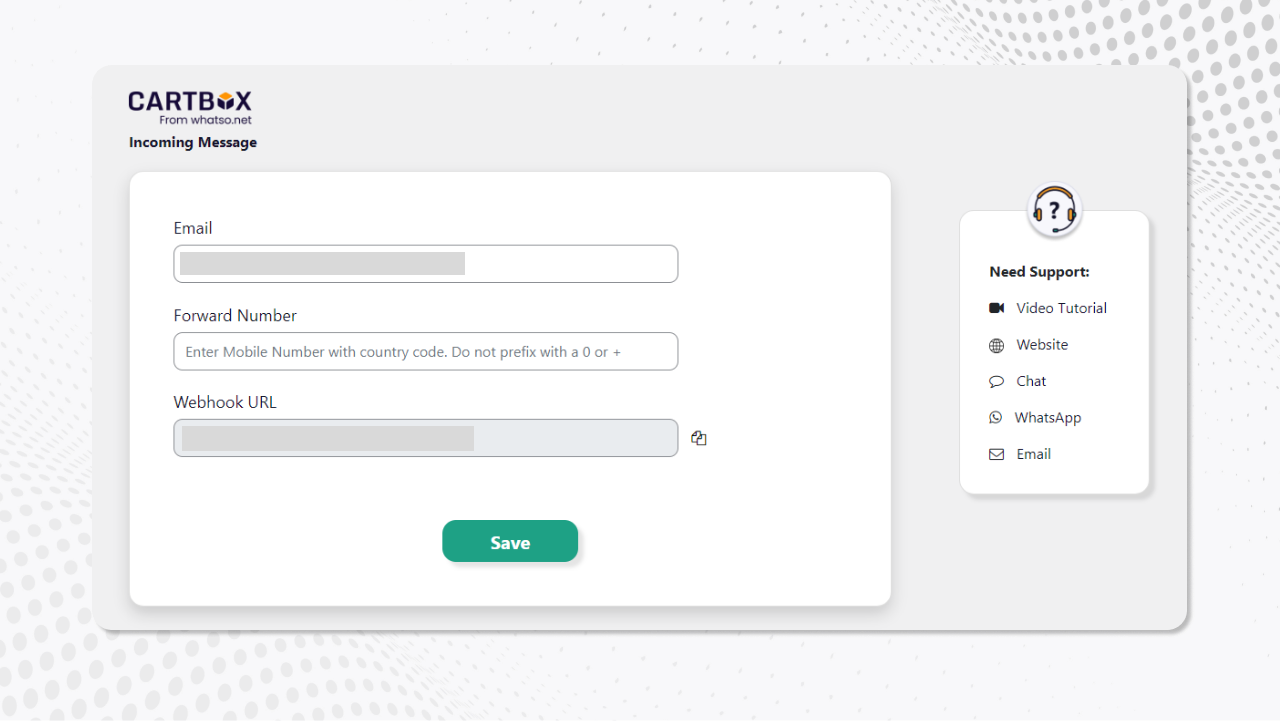 CARTBOX
From whatso.net
Incoming Message
Email
Forward Number
Enter Mobile Number with country code. Do not prefix with a 0 or +
Webhook URL
Save
?
Need Support:
Video Tutorial
Website
Chat
WhatsApp
Email